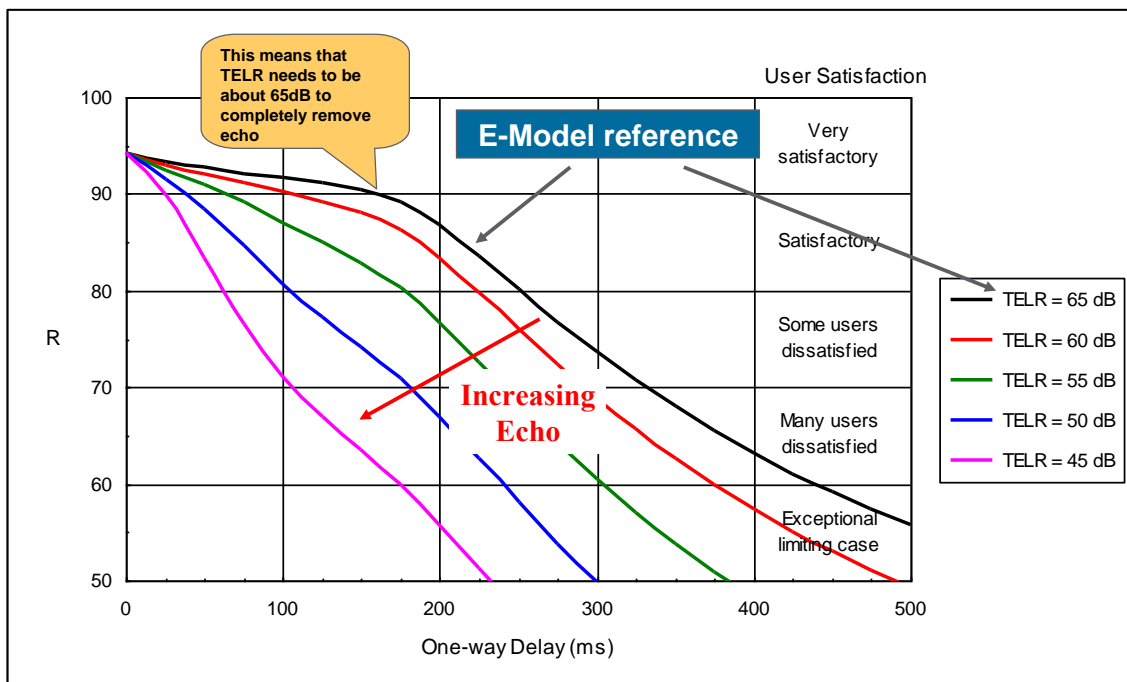 This means that
TELR needs to be
about 65dB to
completely remove
echo
User Satisfaction
E-Model reference
Very
satisfactory
Satisfactory
Some users
dissatisfied
Many users
dissatisfied
Exceptional
limiting case
Increasing
Echo
R
100
90
80
70
60
50
0
100
200
300
400
500
One-way Delay (ms)
TELR = 65 dB
TELR = 60 dB
TELR = 55 dB
TELR = 50 dB
TELR = 45 dB